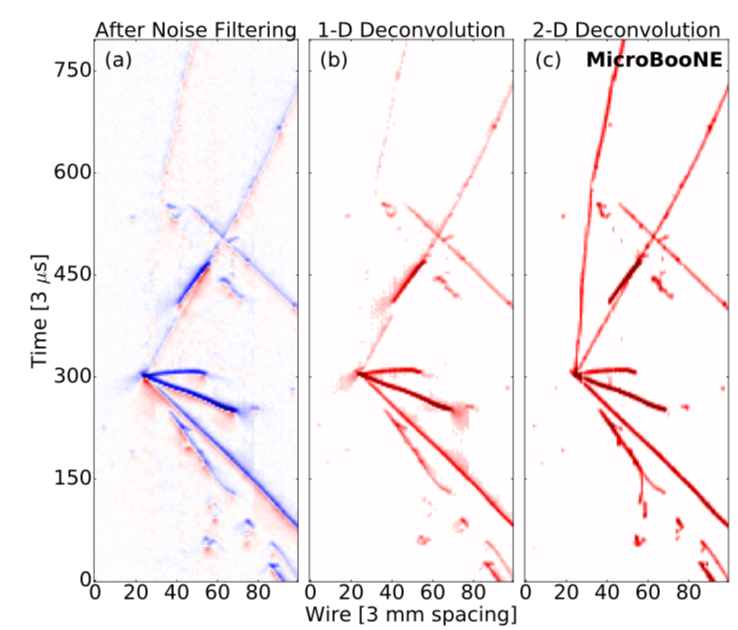 After Noise Filtering 1-D Deconvolution 2-D Deconvolution
(a) (b) (c) MicroBooNE
750
600
450
300
150
0
Time [3 μs]
0 20 40 60 80 0 20 40 60 80 0 20 40 60 80
Wire [3 mm spacing]